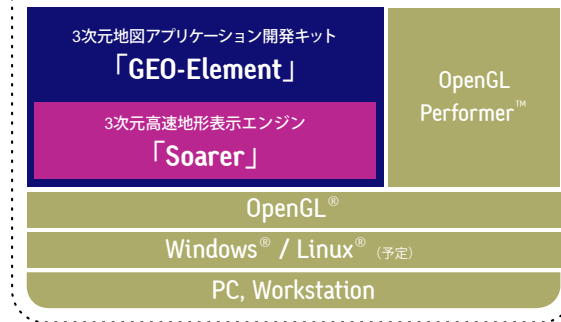 3次元地図アプリケーション開発キット
「GEO-Element」
3次元高速地形表示エンジン
「Soarer」
OpenGL
Performer™
OpenGL®
Windows® / Linux® (予定)
PC, Workstation